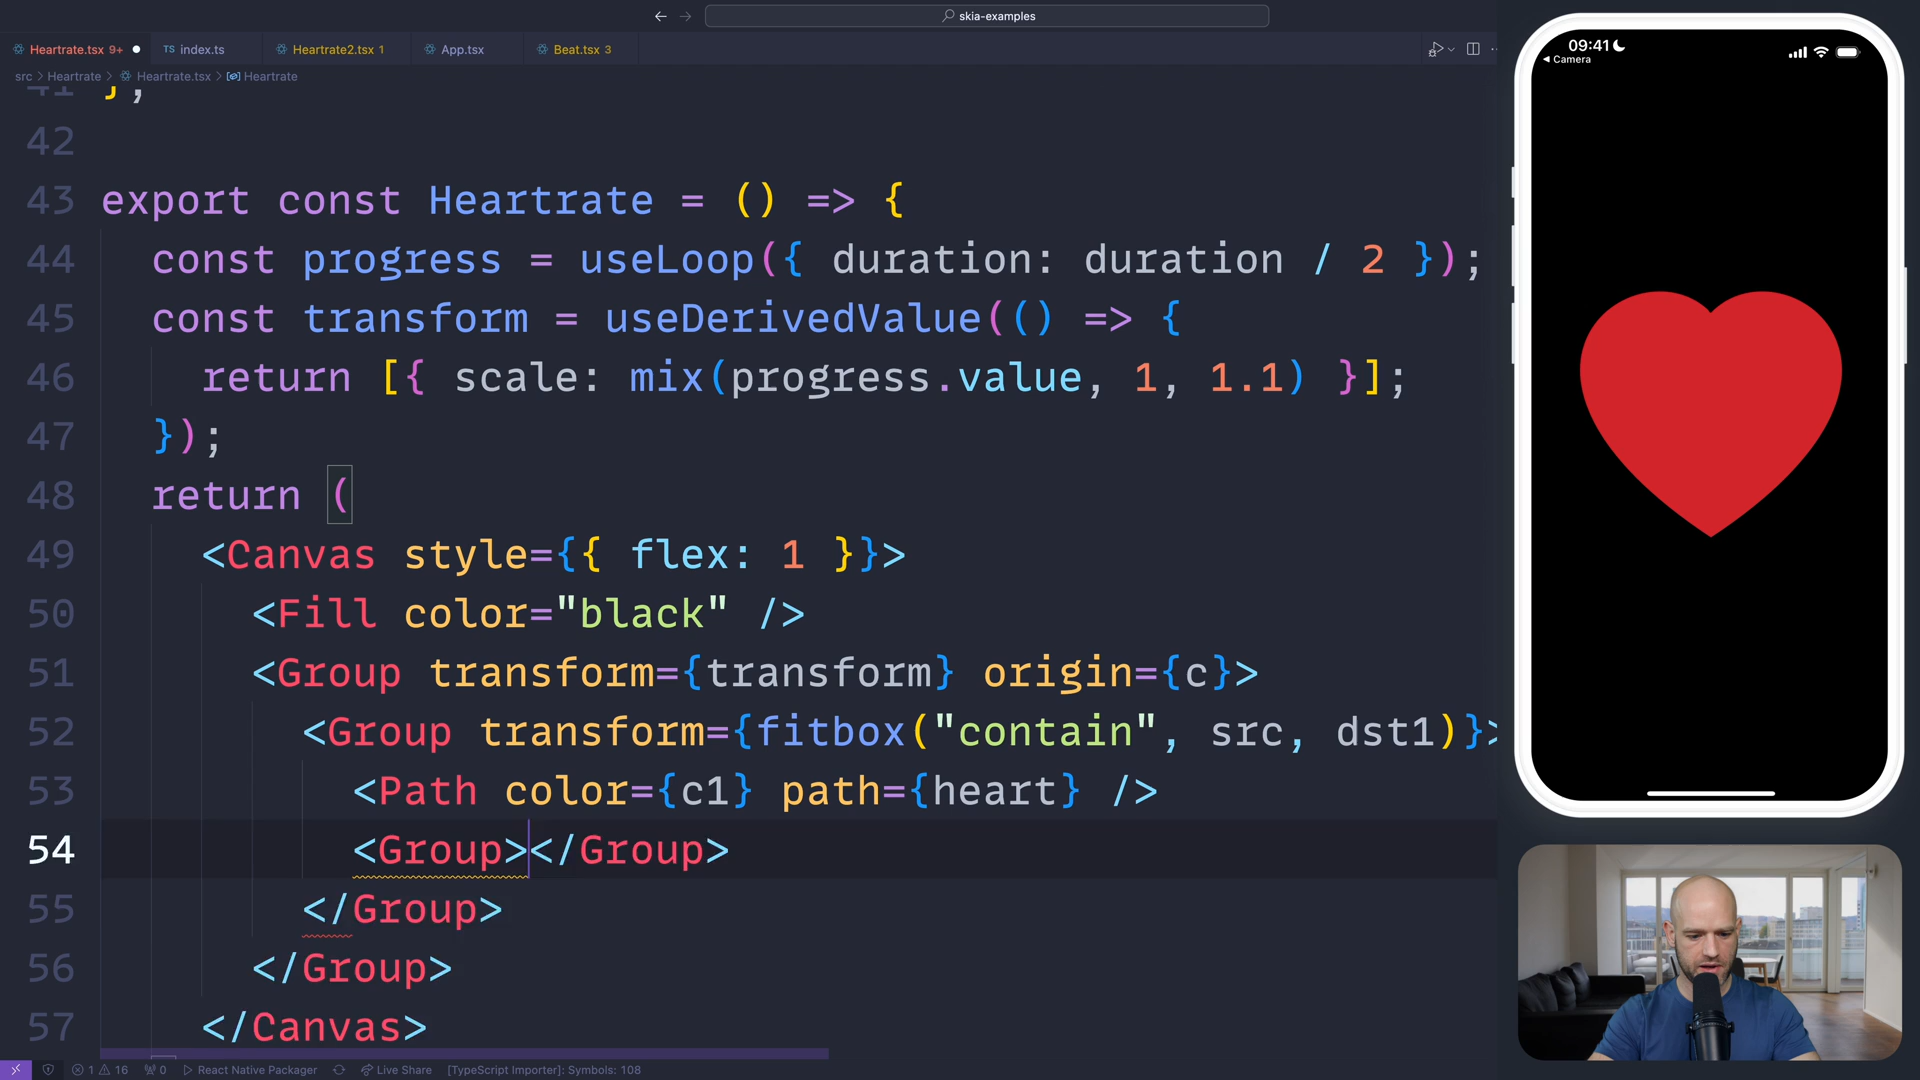 skia-examples
Heartrate.tsx 9+
TS index.ts
Heartrate2.tsx 1
App.tsx
Beat.tsx 3
src > Heartrate > Heartrate.tsx > Heartrate
41 };
42
43 export const Heartrate = () => {
44 const progress = useLoop({ duration: duration / 2 });
45 const transform = useDerivedValue(() => {
46 return [{ scale: mix(progress.value, 1, 1.1) }];
47 });
48 return (
49 <Canvas style={{ flex: 1 }}>
50 <Fill color="black" />
51 <Group transform={transform} origin={c}>
52 <Group transform={fitbox("contain", src, dst1)}>
53 <Path color={c1} path={heart} />
54 <Group></Group>
55 </Group>
56 </Group>
57 </Canvas>
1 16 0 React Native Packager Live Share [TypeScript Importer]: Symbols: 108
09:41
Camera